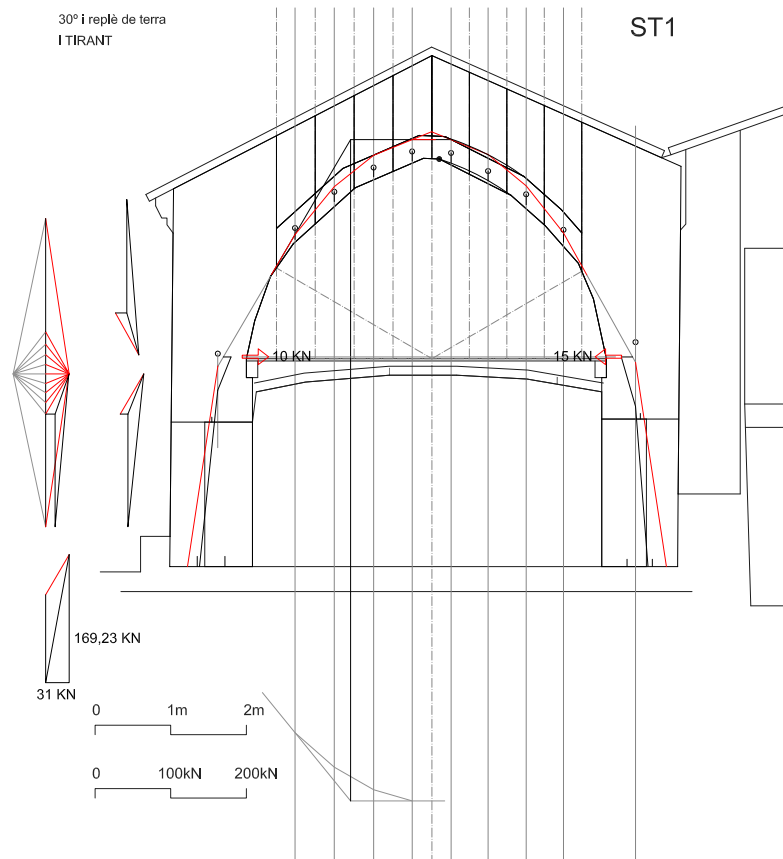 30º i replè de terra
I TIRANT
ST1
10 KN
15 KN
169,23 KN
31 KN
0 1m 2m
0 100kN 200kN